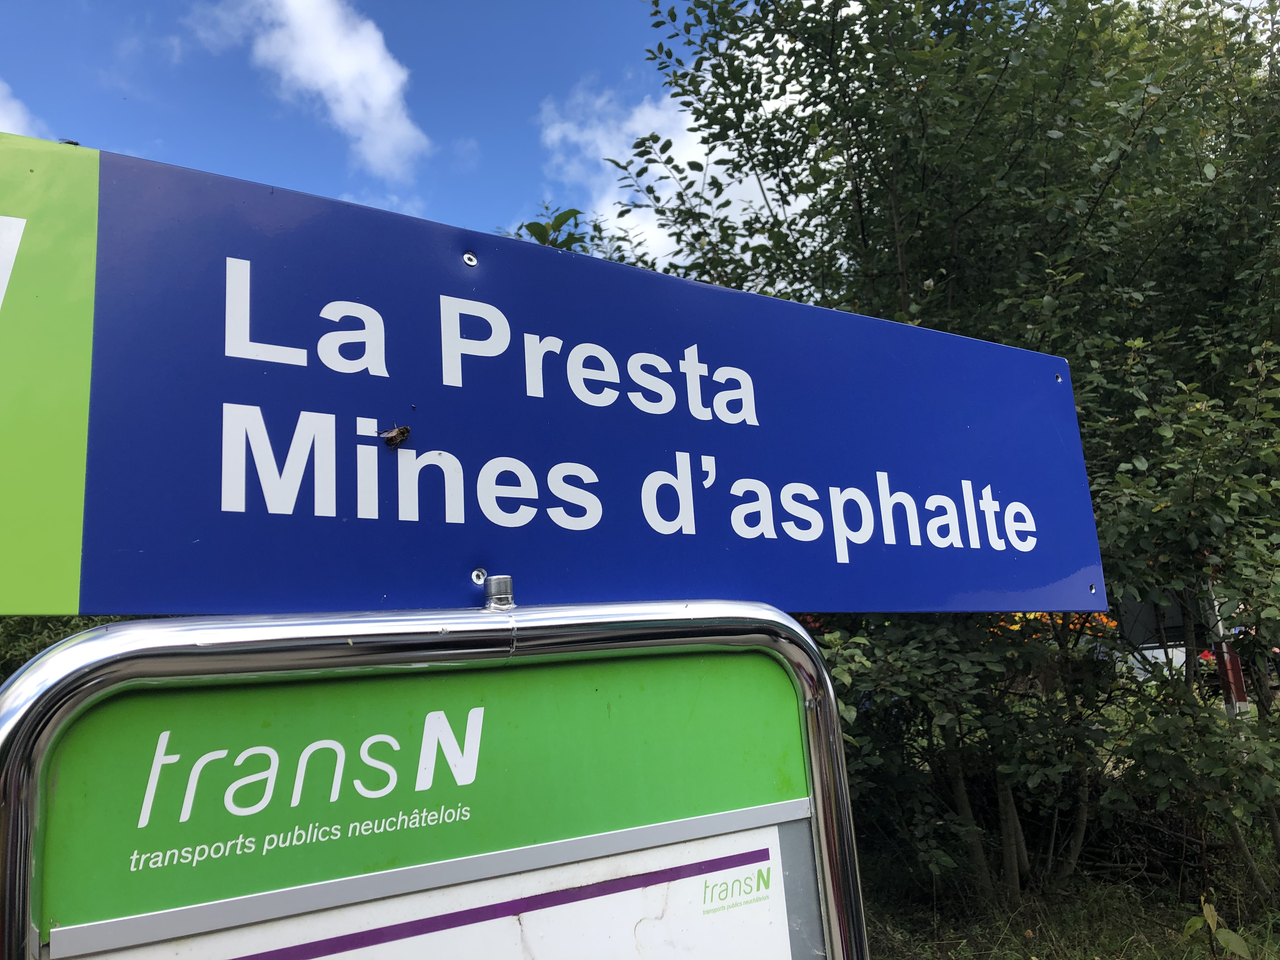 La Presta
Mines d’asphalte
transN
transports publics neuchâtelois
transN
transports publics neuchâtelois